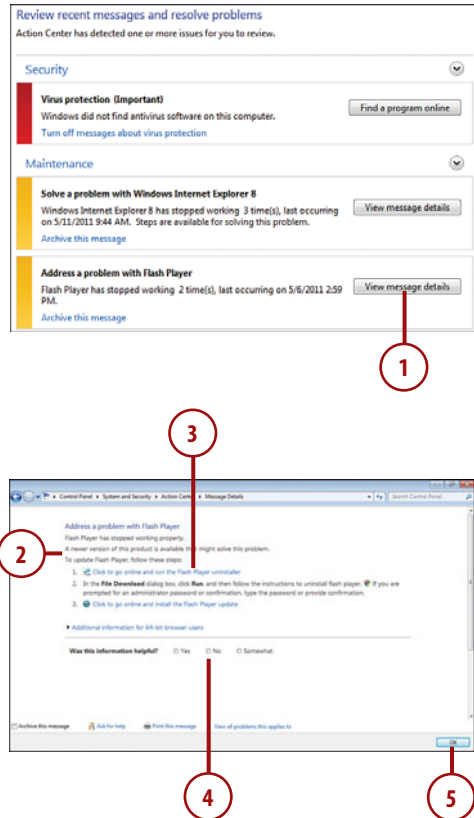 Review recent messages and resolve problems
Action Center has detected one or more issues for you to review.
Security
Virus protection (Important)
Windows did not find antivirus software on this computer.
Find a program online
Turn off messages about virus protection
Maintenance
Solve a problem with Windows Internet Explorer 8
Windows Internet Explorer 8 has stopped working 3 time(s), last occurring
on 5/11/2011 9:44 AM. Steps are available for solving this problem.
View message details
Archive this message
Address a problem with Flash Player
Flash Player has stopped working 2 time(s), last occurring on 5/6/2011 2:59
PM.
View message details
Archive this message
1
3
Control Panel System and Security Action Center Message Details
Search Control Panel
2
Address a problem with Flash Player
Flash Player has stopped working properly.
A newer version of this product is available that might solve this problem.
To update Flash Player, follow these steps:
1. Click to go online and run the Flash Player uninstaller
2. In the File Download dialog box, click Run, and then follow the instructions to uninstall flash player. If you are
prompted for an administrator password or confirmation, type the password or provide confirmation.
3. Click to go online and install the Flash Player update
Additional information for 64-bit browser users
Was this information helpful? Yes No Somewhat
Archive this message Ask for help Print this message View all problems this applies to
OK
4
5